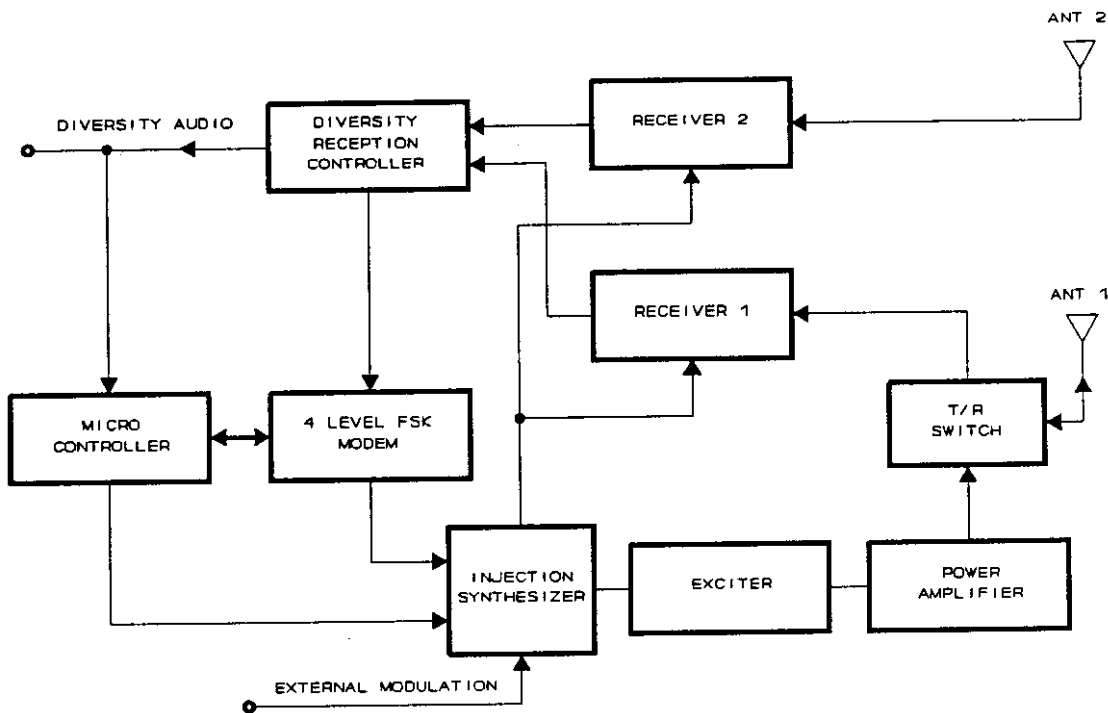 ANT 2
DIVERSITY AUDIO
DIVERSITY
RECEPTION
CONTROLLER
RECEIVER 2
RECEIVER 1
ANT 1
MICRO
CONTROLLER
4 LEVEL FSK
MODEM
T/R
SWITCH
INJECTION
SYNTHESIZER
EXCITER
POWER
AMPLIFIER
EXTERNAL MODULATION